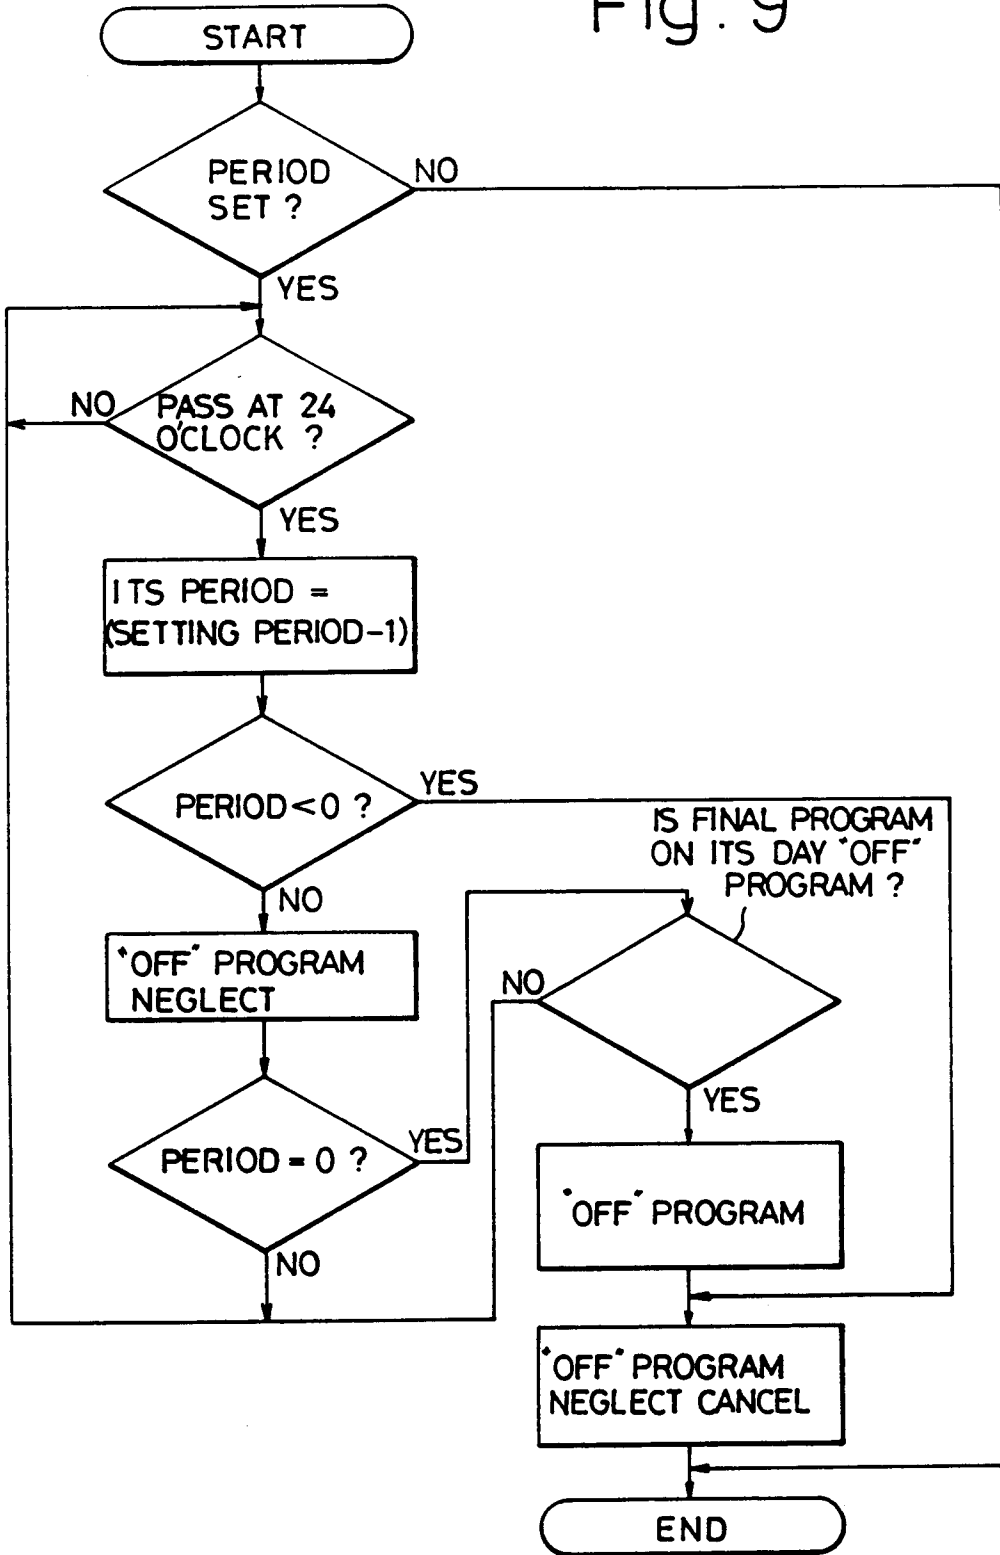 Fig. 9
START
PERIOD
SET ?
NO
YES
PASS AT 24
O'CLOCK ?
NO
YES
ITS PERIOD =
(SETTING PERIOD-1)
PERIOD < 0 ?
YES
NO
IS FINAL PROGRAM
ON ITS DAY "OFF"
PROGRAM ?
"OFF" PROGRAM
NEGLECT
NO
YES
PERIOD = 0 ?
YES
NO
"OFF" PROGRAM
"OFF" PROGRAM
NEGLECT CANCEL
END